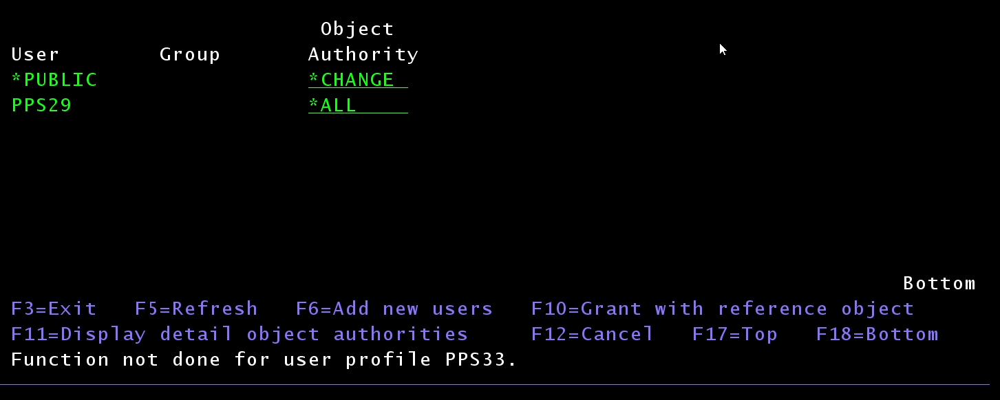 Object
User Group Authority
*PUBLIC *CHANGE
PPS29 *ALL
Bottom
F3=Exit F5=Refresh F6=Add new users F10=Grant with reference object
F11=Display detail object authorities F12=Cancel F17=Top F18=Bottom
Function not done for user profile PPS33.